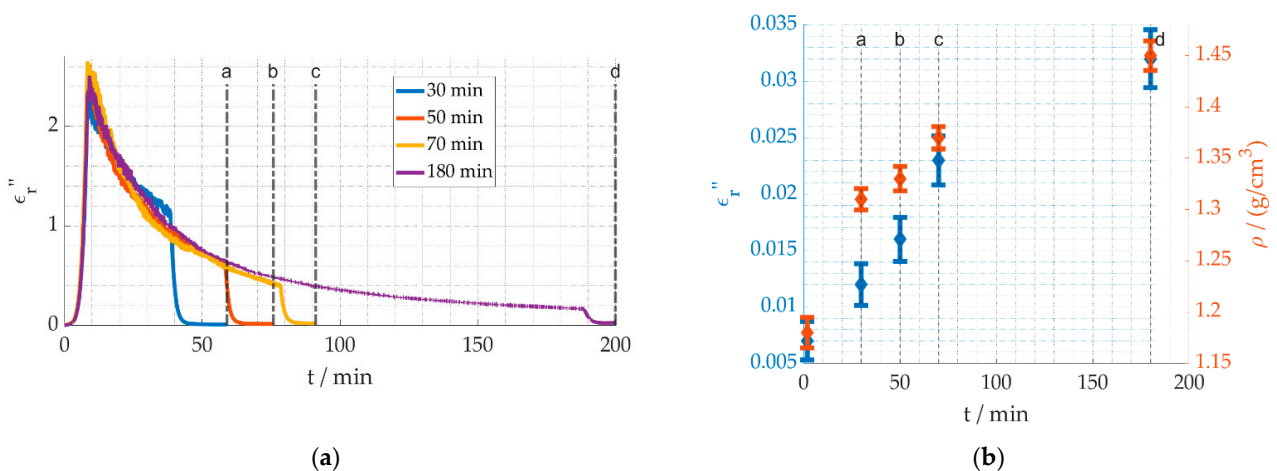 a b c d
30 min
50 min
70 min
180 min
2
1
0
εr''
0 50 100 150 200
t / min
(a)
a b c d
0.035
0.03
0.025
0.02
0.015
0.01
0.005
εr''
1.45
1.4
1.35
1.3
1.25
1.2
1.15
ρ / (g/cm³)
0 50 100 150 200
t / min
(b)